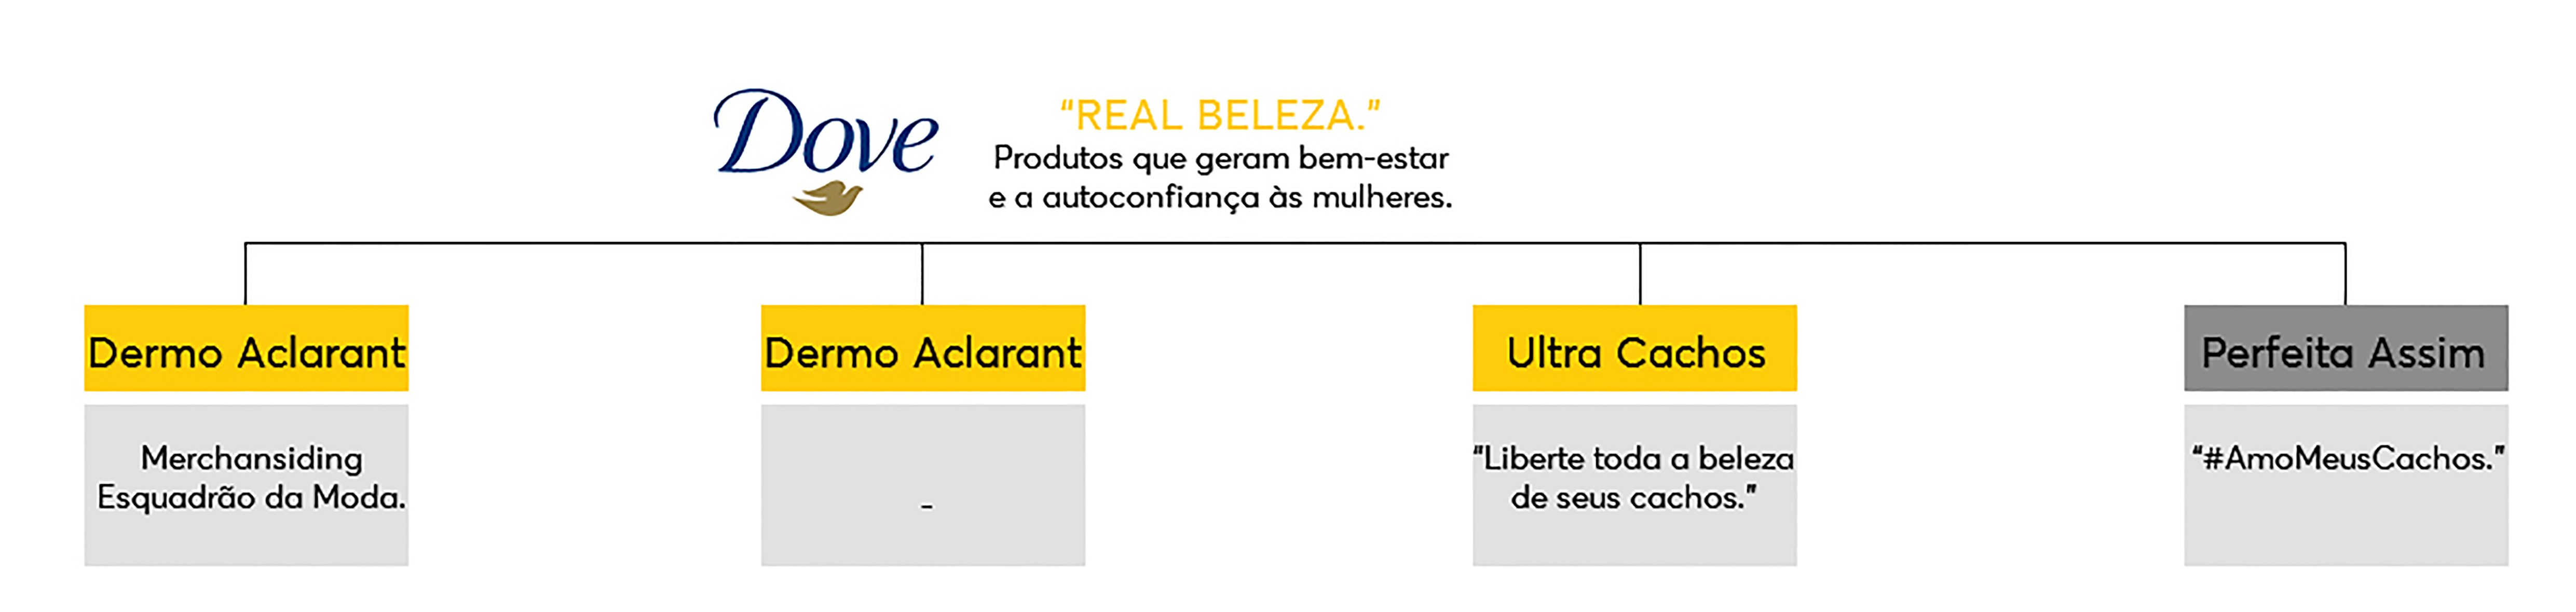 Dove
“REAL BELEZA.”
Produtos que geram bem-estar
e a autoconfiança às mulheres.
Dermo Aclarant
Merchansiding
Esquadrão da Moda.
Dermo Aclarant
-
Ultra Cachos
“Liberte toda a beleza
de seus cachos.”
Perfeita Assim
“#AmoMeusCachos.”